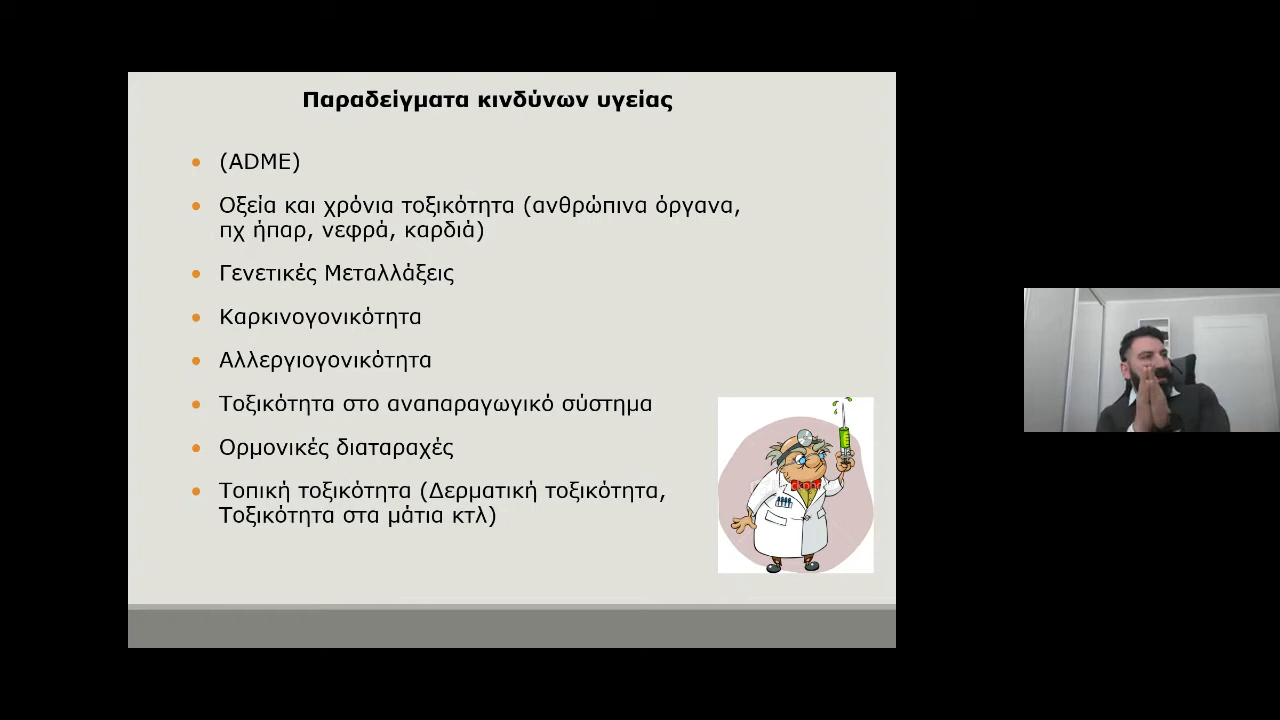 Παραδείγματα κινδύνων υγείας
(ADME)
Οξεία και χρόνια τοξικότητα (ανθρώπινα όργανα,
πχ ήπαρ, νεφρά, καρδιά)
Γενετικές Μεταλλάξεις
Καρκινογονικότητα
Αλλεργιογονικότητα
Τοξικότητα στο αναπαραγωγικό σύστημα
Ορμονικές διαταραχές
Τοπική τοξικότητα (Δερματική τοξικότητα,
Τοξικότητα στα μάτια κτλ)